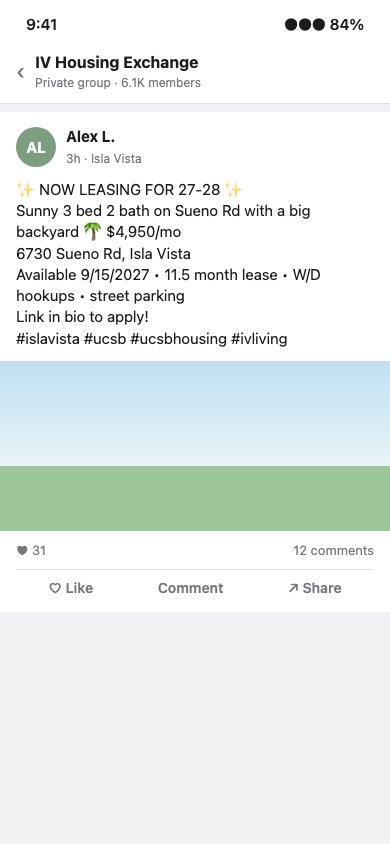 9:41
84%
IV Housing Exchange
Private group · 6.1K members
AL
Alex L.
3h · Isla Vista
✨ NOW LEASING FOR 27-28 ✨
Sunny 3 bed 2 bath on Sueno Rd with a big
backyard 🌴 $4,950/mo
6730 Sueno Rd, Isla Vista
Available 9/15/2027 • 11.5 month lease • W/D
hookups • street parking
Link in bio to apply!
#islavista #ucsb #ucsbhousing #ivliving
31
12 comments
Like
Comment
Share